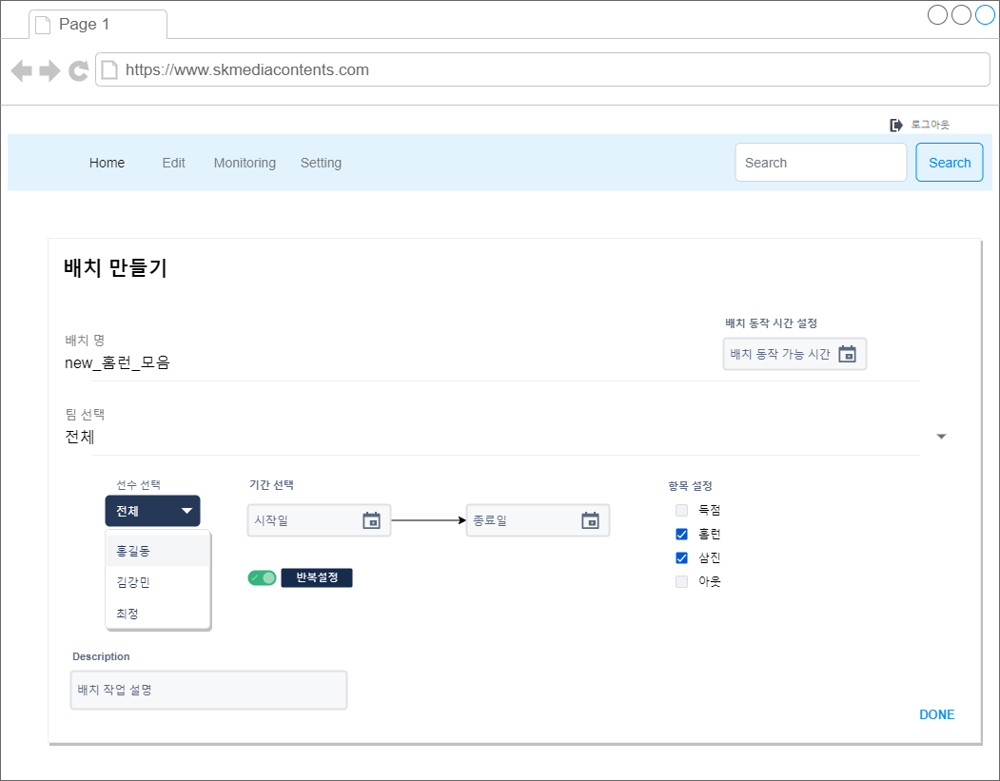 Page 1
https://www.skmediacontents.com
로그아웃
Home Edit Monitoring Setting Search Search
배치 만들기
배치 동작 시간 설정
배치 명
배치 동작 가능 시간
new_홈런_모음
팀 선택
전체
선수 선택 기간 선택 항목 설정
전체 시작일 종료일 득점
홈런
홍길동 삼진
김강민 반복설정 아웃
최정
Description
배치 작업 설명
DONE